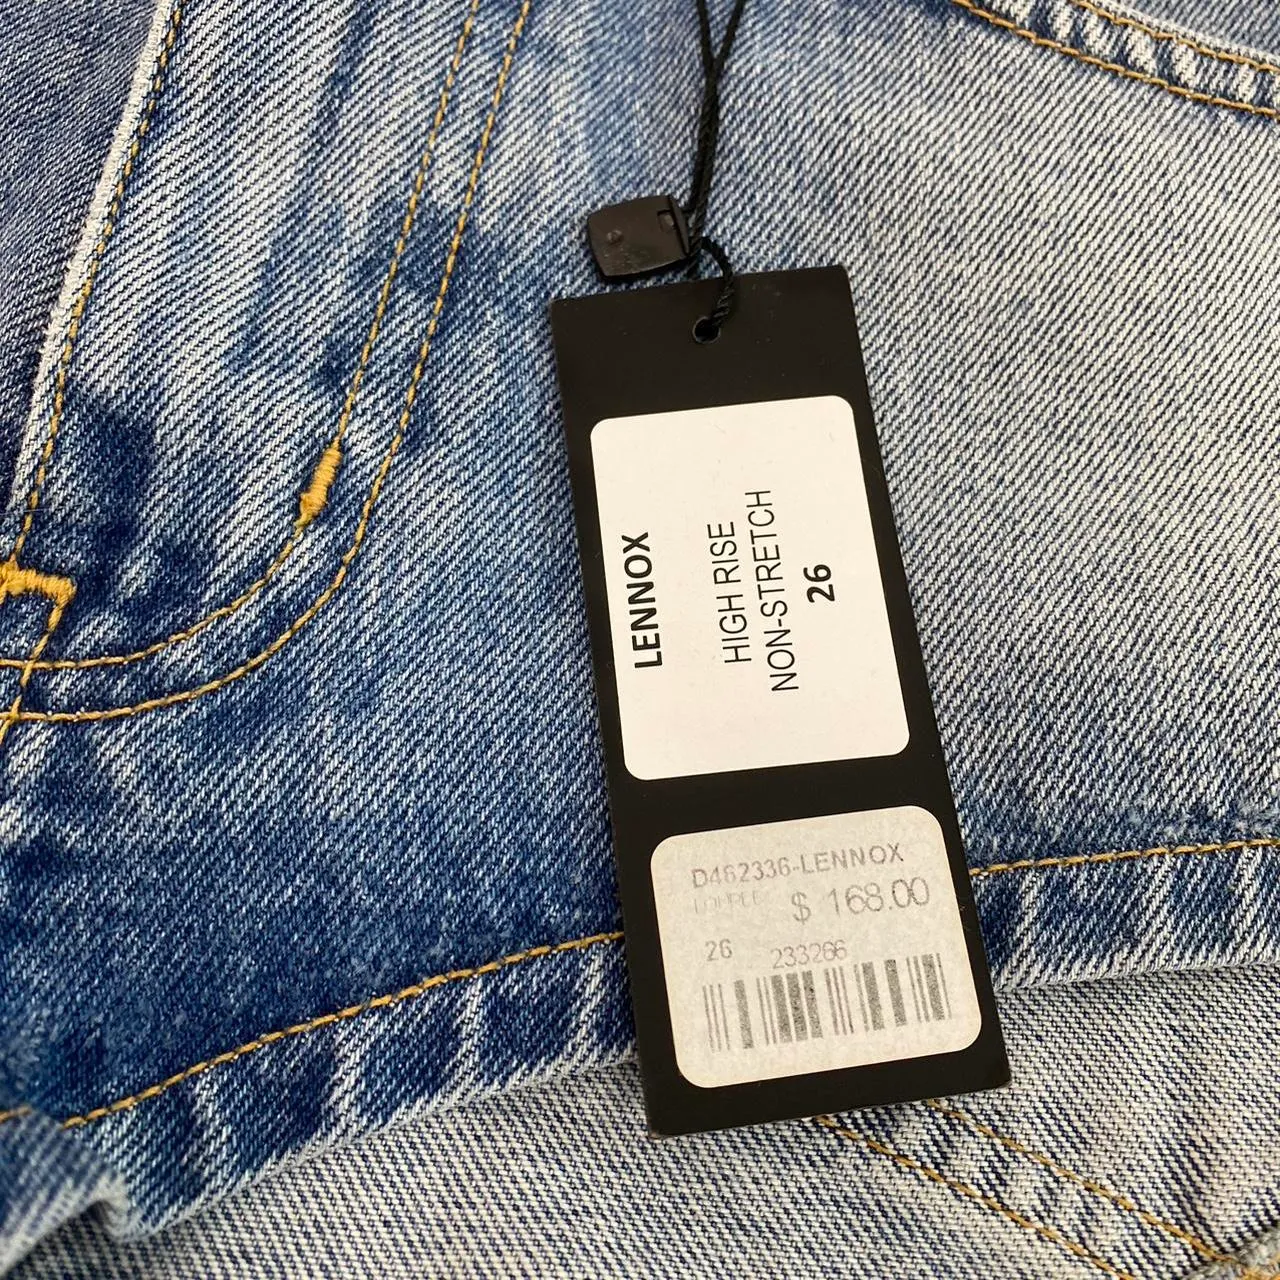 LENNOX
HIGH RISE
NON-STRETCH
26
D462336-LENNOX
$ 168.00
26 233266